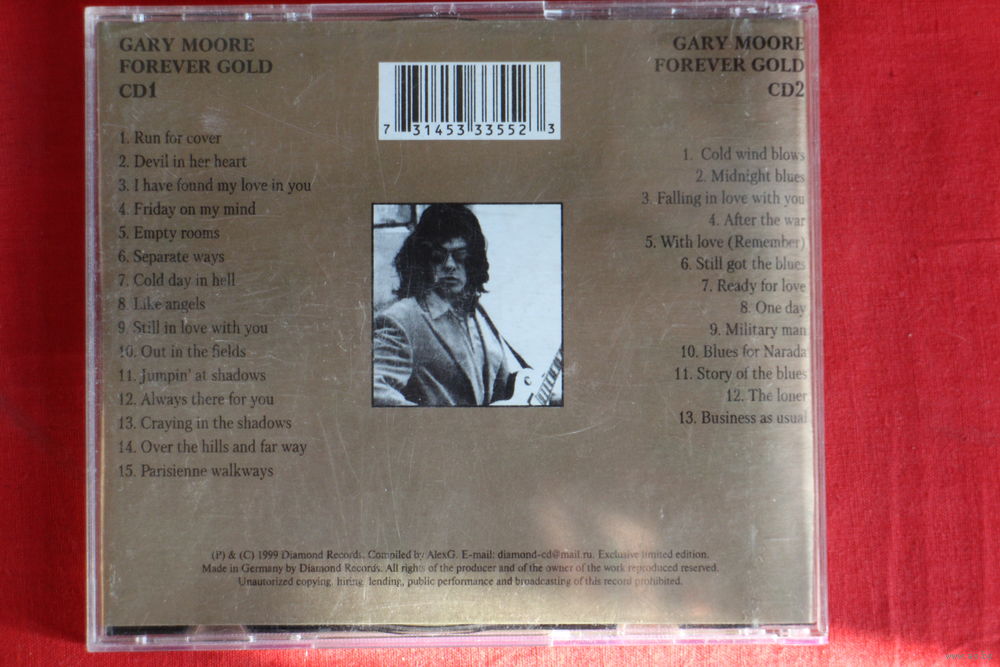 GARY MOORE
FOREVER GOLD
CD1
1. Run for cover
2. Devil in her heart
3. I have found my love in you
4. Friday on my mind
5. Empty rooms
6. Separate ways
7. Cold day in hell
8. Like angels
9. Still in love with you
10. Out in the fields
11. Jumpin' at shadows
12. Always there for you
13. Craying in the shadows
14. Over the hills and far way
15. Parisienne walkways
7 31453 33552 3
GARY MOORE
FOREVER GOLD
CD2
1. Cold wind blows
2. Midnight blues
3. Falling in love with you
4. After the war
5. With love (Remember)
6. Still got the blues
7. Ready for love
8. One day
9. Military man
10. Blues for Narada
11. Story of the blues
12. The loner
13. Business as usual
(P) & (C) 1999 Diamond Records. Compiled by AlexG. E-mail: diamond-cd@mail.ru. Exclusive limited edition.
Made in Germany by Diamond Records. All rights of the producer and of the owner of the work reproduced reserved.
Unautorized copying, hiring, lending, public performance and broadcasting of this record prohibited.